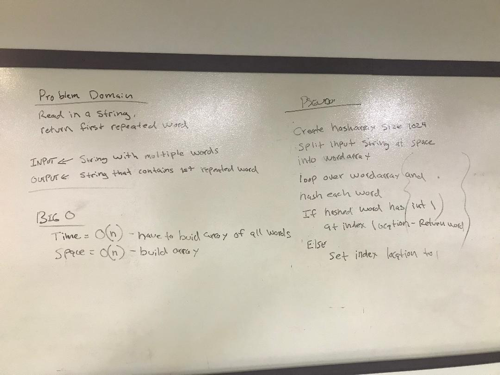 Problem Domain
Read in a String.
return first repeated word
INPUT ← String with multiple words
OUTPUT ← String that contains 1st repeated word
BIG O
Time = O(n) - have to build array of all words
Space = O(n) - build array
Create hasharray size 1024
Split input string at space
into wordarray
loop over wordarray and
hash each word
If hashed word has
at index location - Return word
Else
Set index location to 1